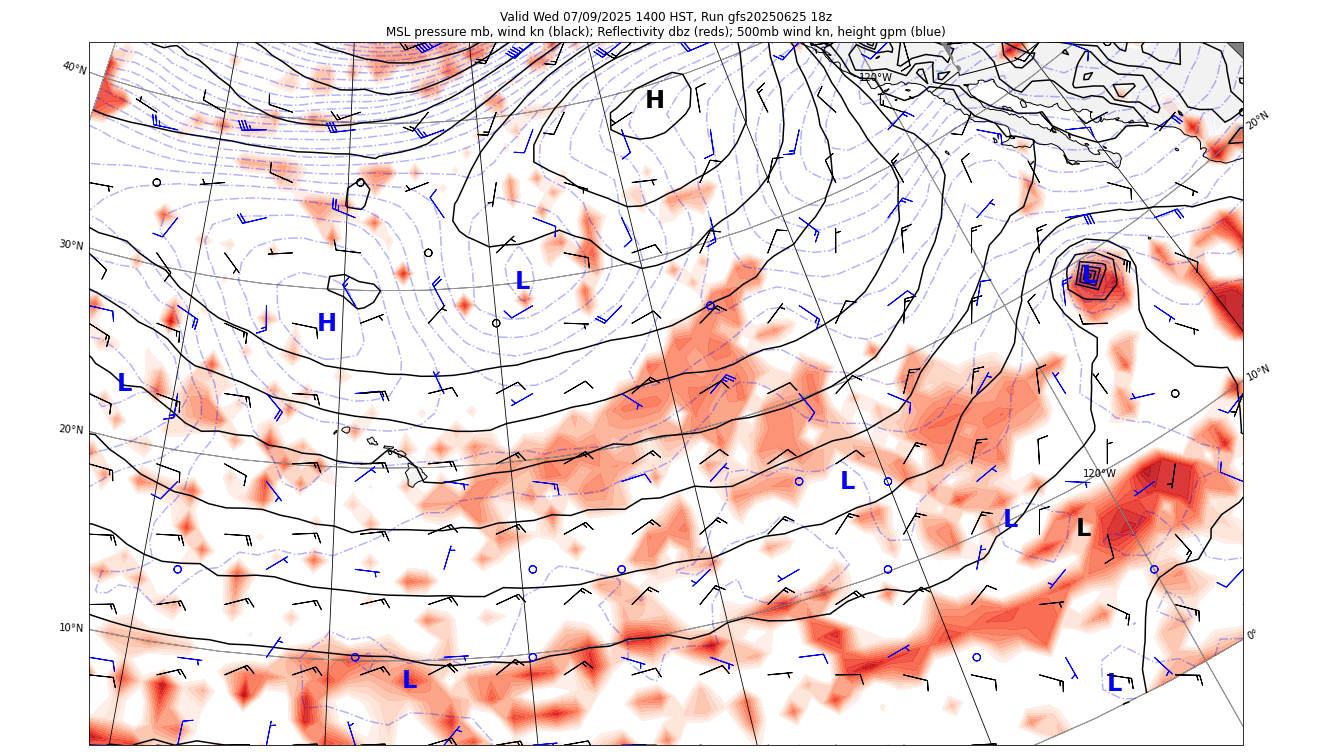 Valid Wed 07/09/2025 1400 HST, Run gfs20250625 18z
MSL pressure mb, wind kn (black); Reflectivity dbz (reds); 500mb wind kn, height gpm (blue)
40°N
120°W
H
20°N
30°N
L
L
H
L
10°N
20°N
120°W
L
L
L
10°N
0°
L
L